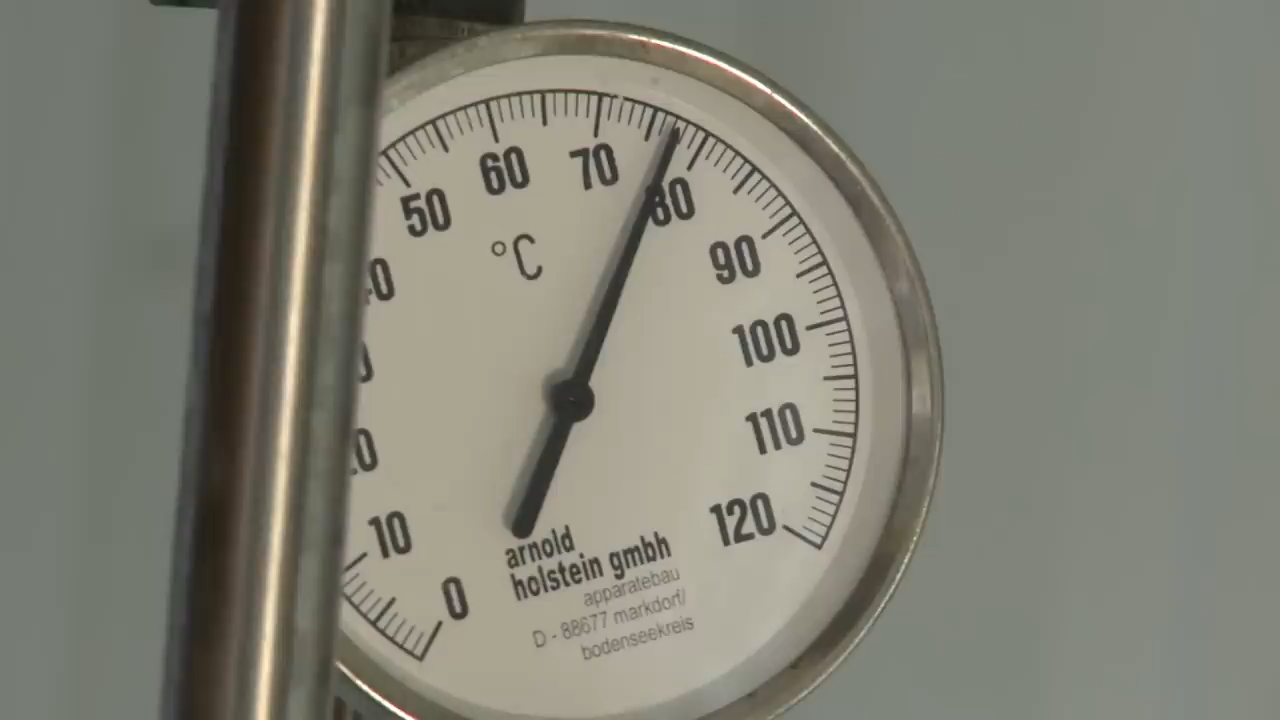 60
70
50
80
°C
90
100
110
10
120
0
arnold
holstein gmbh
apparatebau
D - 88677 markdorf/
bodenseekreis